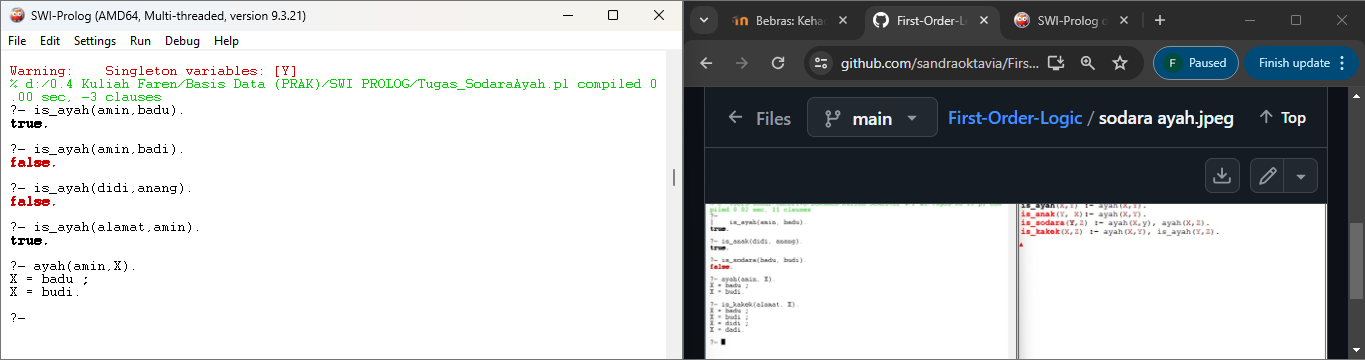 SWI-Prolog (AMD64, Multi-threaded, version 9.3.21)
File Edit Settings Run Debug Help
Warning: Singleton variables: [Y]
% d:/0.4 Kuliah Faren/Basis Data (PRAK)/SWI PROLOG/Tugas_SodaraAyah.pl compiled 0
.00 sec, -3 clauses
?- is_ayah(amin,badu).
true.
?- is_ayah(amin,badi).
false.
?- is_ayah(didi,anang).
false.
?- is_ayah(alamat,amin).
true.
?- ayah(amin,X).
X = badu ;
X = budi.
?-
Bebras: Keha
First-Order-L
SWI-Prolog c
github.com/sandraoktavia/Firs...
F Paused
Finish update
Files
main
First-Order-Logic / sodara ayah.jpeg
Top
piled 0.02 sec, 11 clauses
?-
| is_ayah(amin, badu).
true.
?- is_anak(didi, anang).
true.
?- is_sodara(badu, budi).
false.
?- ayah(amin, X).
X = badu ;
X = budi.
?- is_kakek(alamat, X).
X = badu ;
X = budi ;
X = didi ;
X = dadi.
?-
is_ayah(X,Y) :- ayah(X,Y).
is_anak(Y, X):- ayah(X,Y).
is_sodara(Y,Z) :- ayah(X,y), ayah(X,Z).
is_kakek(X,Z) :- ayah(X,Y), is_ayah(Y,Z).